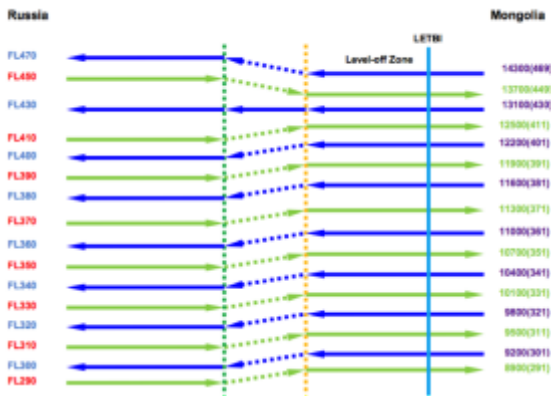 Russia
Mongolia
LETBI
Level-off Zone
FL470
14300(469)
FL450
13700(449)
FL430
13100(430)
12500(411)
FL410
12200(401)
FL400
11900(391)
FL390
11600(381)
FL380
11300(371)
FL370
11000(361)
FL360
10700(351)
FL350
10400(341)
FL340
10100(331)
FL330
9800(321)
FL320
9500(311)
FL310
9200(301)
FL300
8900(291)
FL290